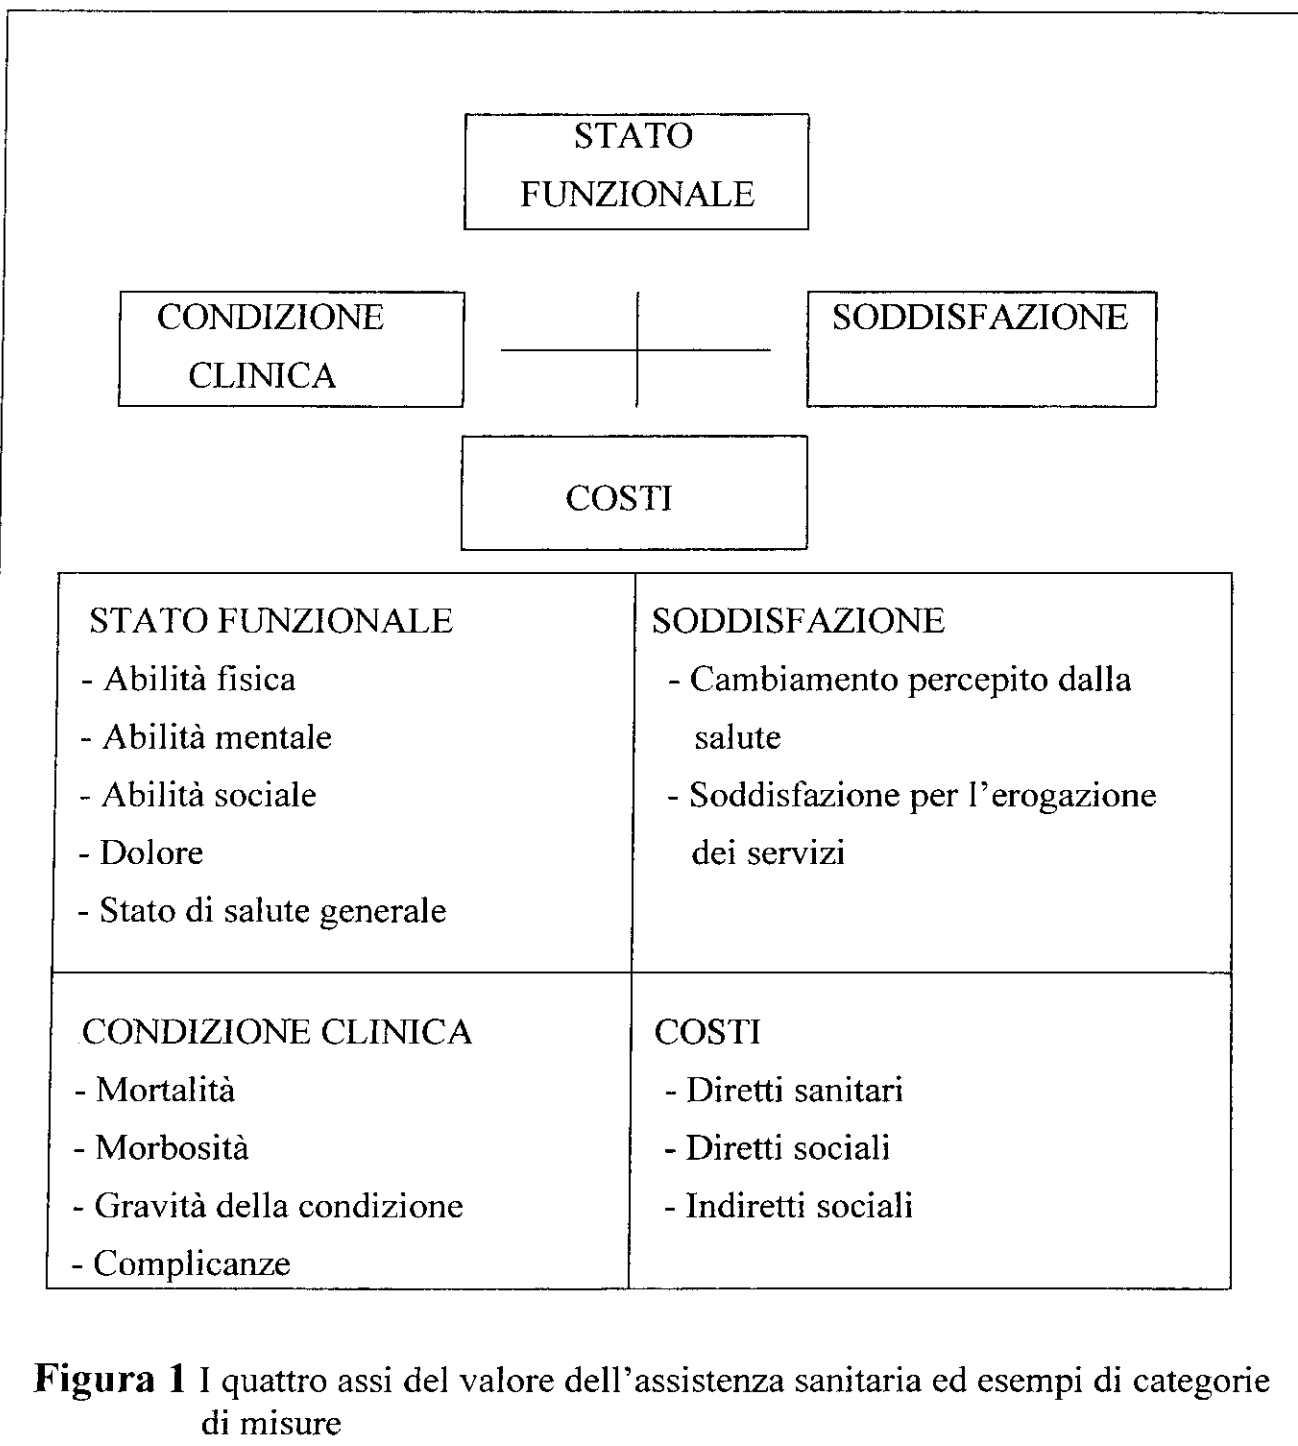 STATO
FUNZIONALE
CONDIZIONE
CLINICA
SODDISFAZIONE
COSTI
STATO FUNZIONALE
- Abilità fisica
- Abilità mentale
- Abilità sociale
- Dolore
- Stato di salute generale
SODDISFAZIONE
- Cambiamento percepito dalla
salute
- Soddisfazione per l'erogazione
dei servizi
CONDIZIONE CLINICA
- Mortalità
- Morbosità
- Gravità della condizione
- Complicanze
COSTI
- Diretti sanitari
- Diretti sociali
- Indiretti sociali
Figura 1 I quattro assi del valore dell'assistenza sanitaria ed esempi di categorie
di misure